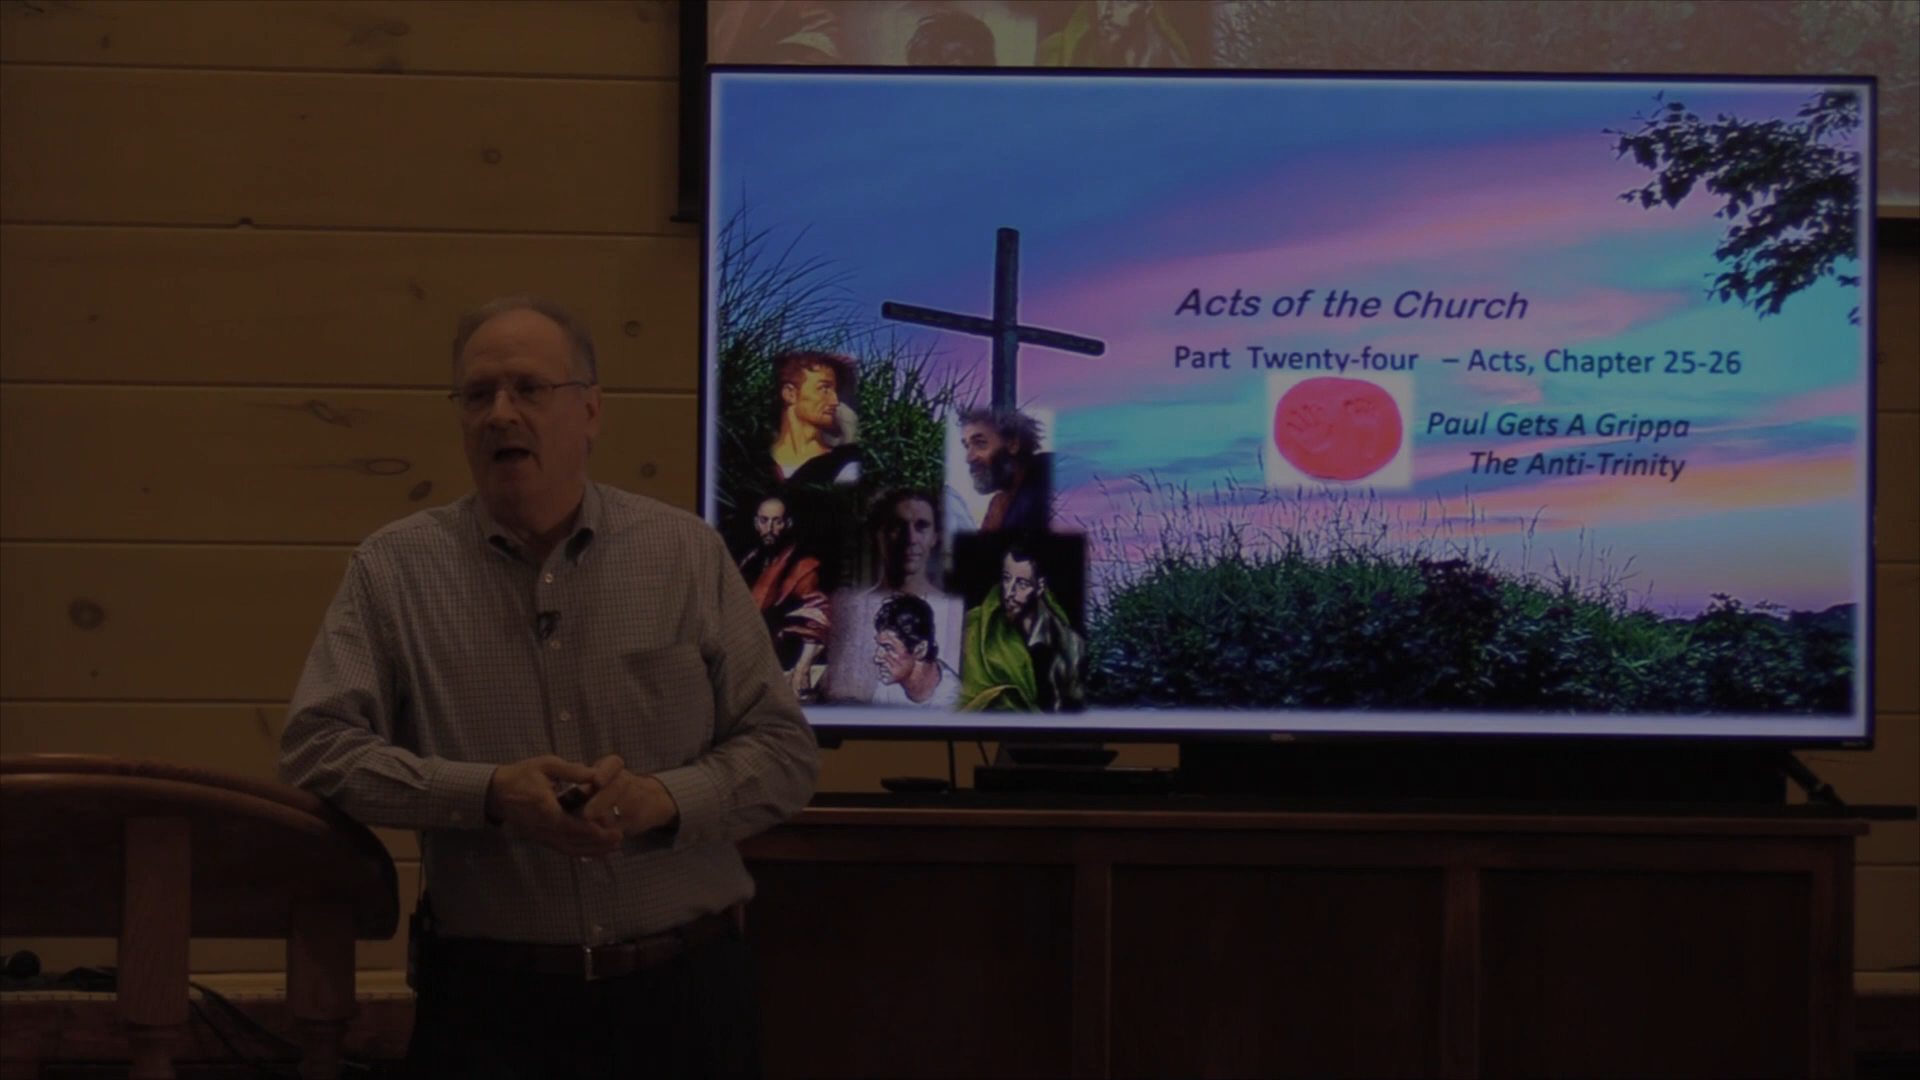 Acts of the Church
Part Twenty-four – Acts, Chapter 25-26
Paul Gets A Grippa
The Anti-Trinity